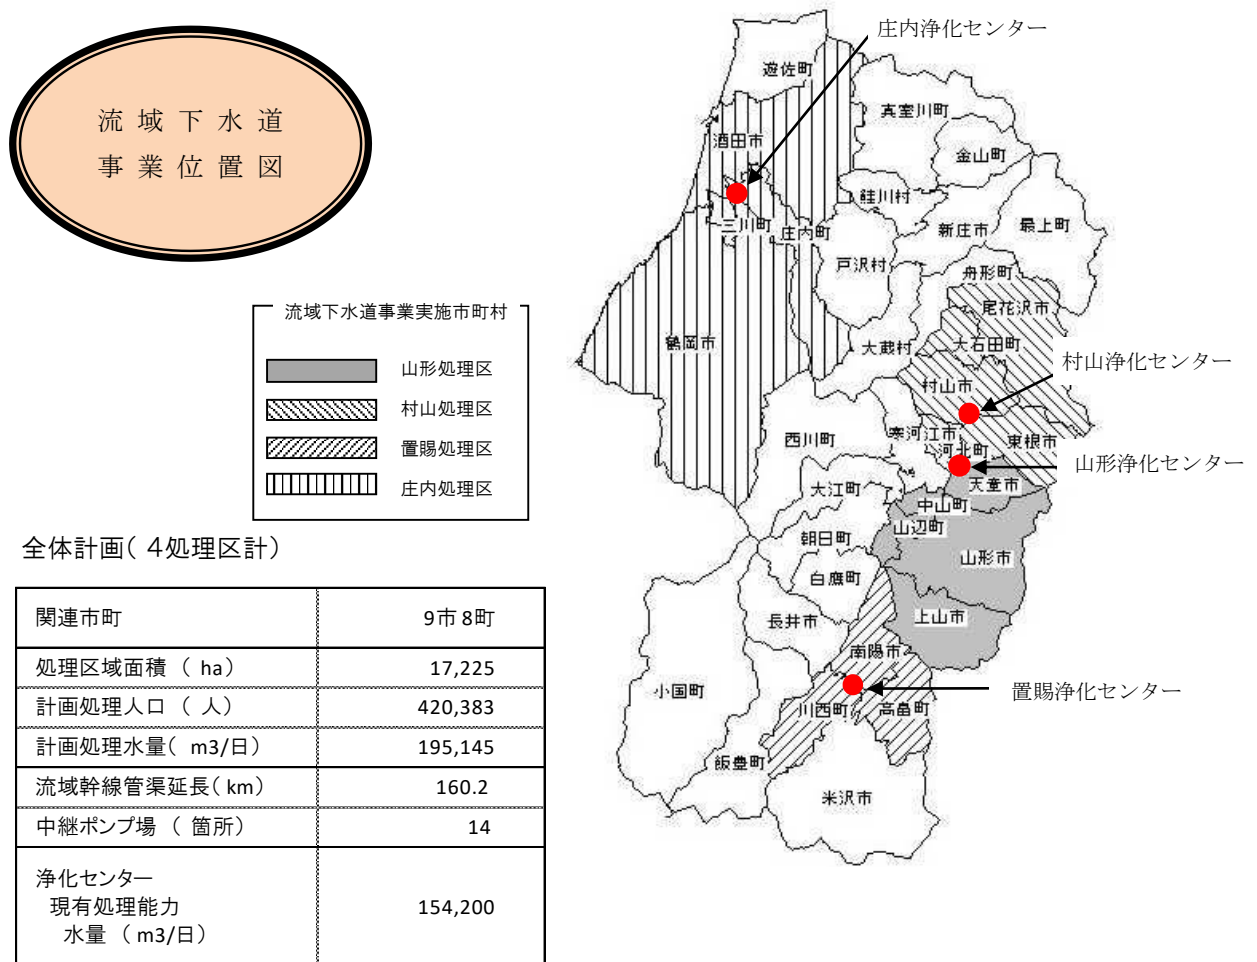 流域下水道
事業位置図
流域下水道事業実施市町村
山形処理区
村山処理区
置賜処理区
庄内処理区
全体計画(4処理区計)
関連市町 9市8町
処理区域面積 (ha) 17,225
計画処理人口 (人) 420,383
計画処理水量(m3/日) 195,145
流域幹線管渠延長(km) 160.2
中継ポンプ場 (箇所) 14
浄化センター
現有処理能力 154,200
水量 (m3/日)
庄内浄化センター
遊佐町
真室川町
酒田市
金山町
鮭川村
三川町
庄内町
新庄市
最上町
戸沢村
舟形町
尾花沢市
鶴岡市
大蔵村
大石田町
村山浄化センター
村山市
西川町
寒河江市
河北町
東根市
山形浄化センター
大江町
天童市
中山町
朝日町
山辺町
山形市
白鷹町
長井市
上山市
南陽市
小国町
置賜浄化センター
川西町
高畠町
飯豊町
米沢市